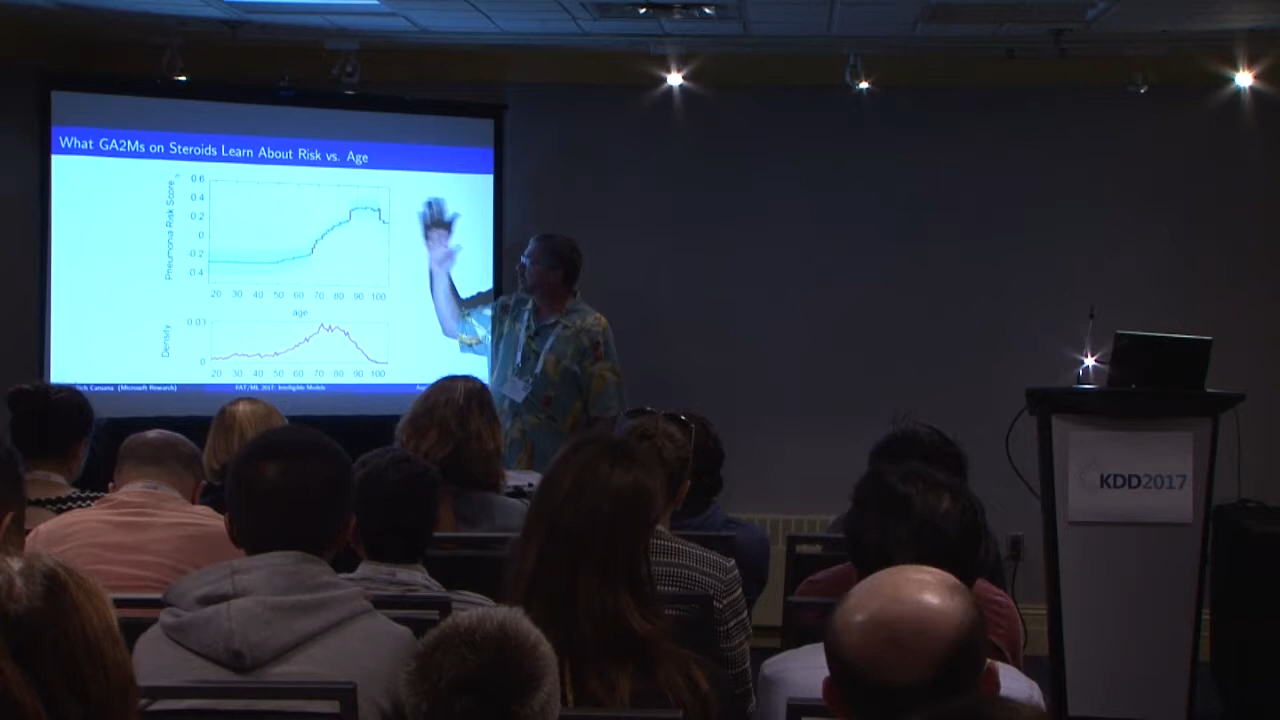 What GA2Ms on Steroids Learn About Risk vs. Age
Pneumonia Risk Score
0.6
0.4
0.2
0
-0.2
20 30 40 50 60 70 80 90 100
age
Density
0
20 30 40 50 60 70 80 90 100
Caruana (Microsoft Research)
FAT/ML 2017: Intelligible Models
KDD2017